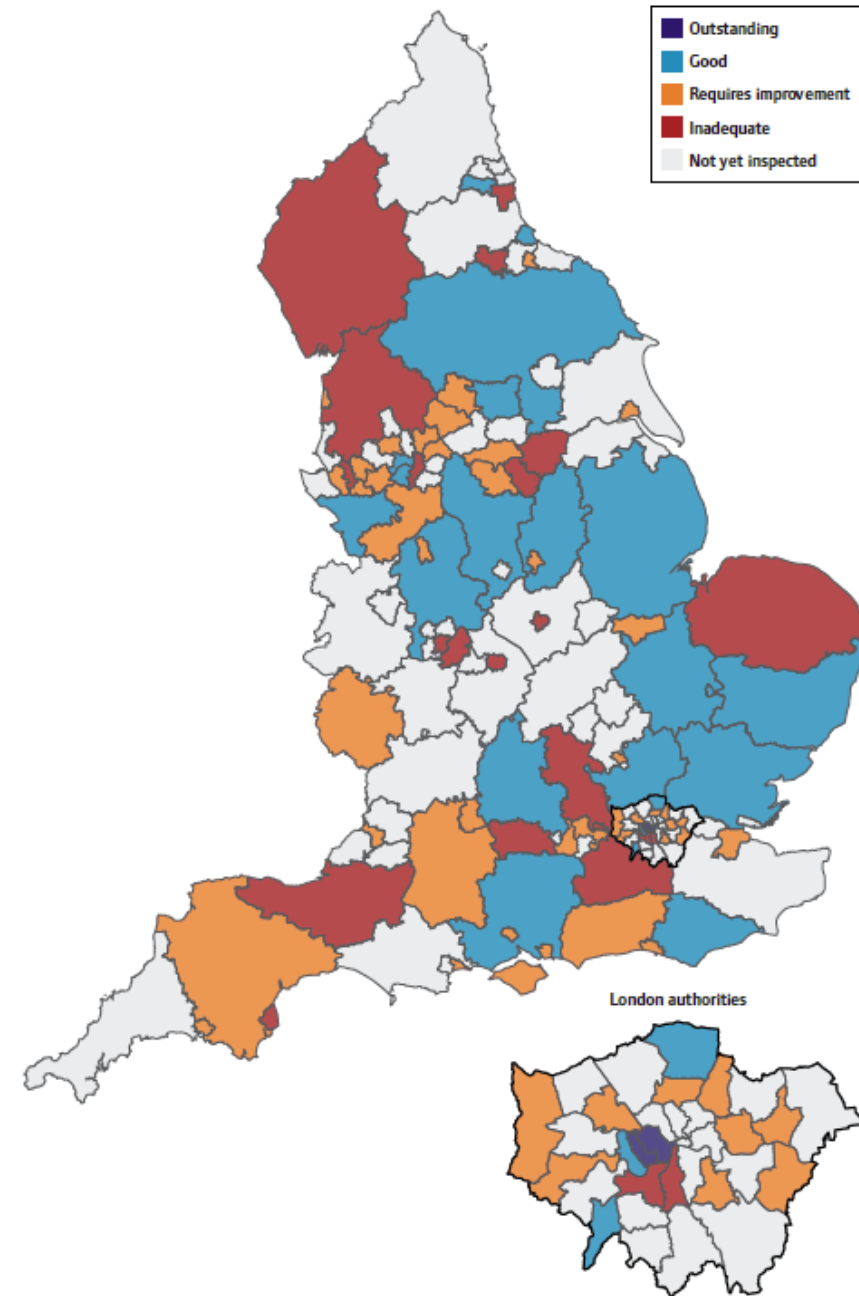 Outstanding
Good
Requires improvement
Inadequate
Not yet inspected
London authorities